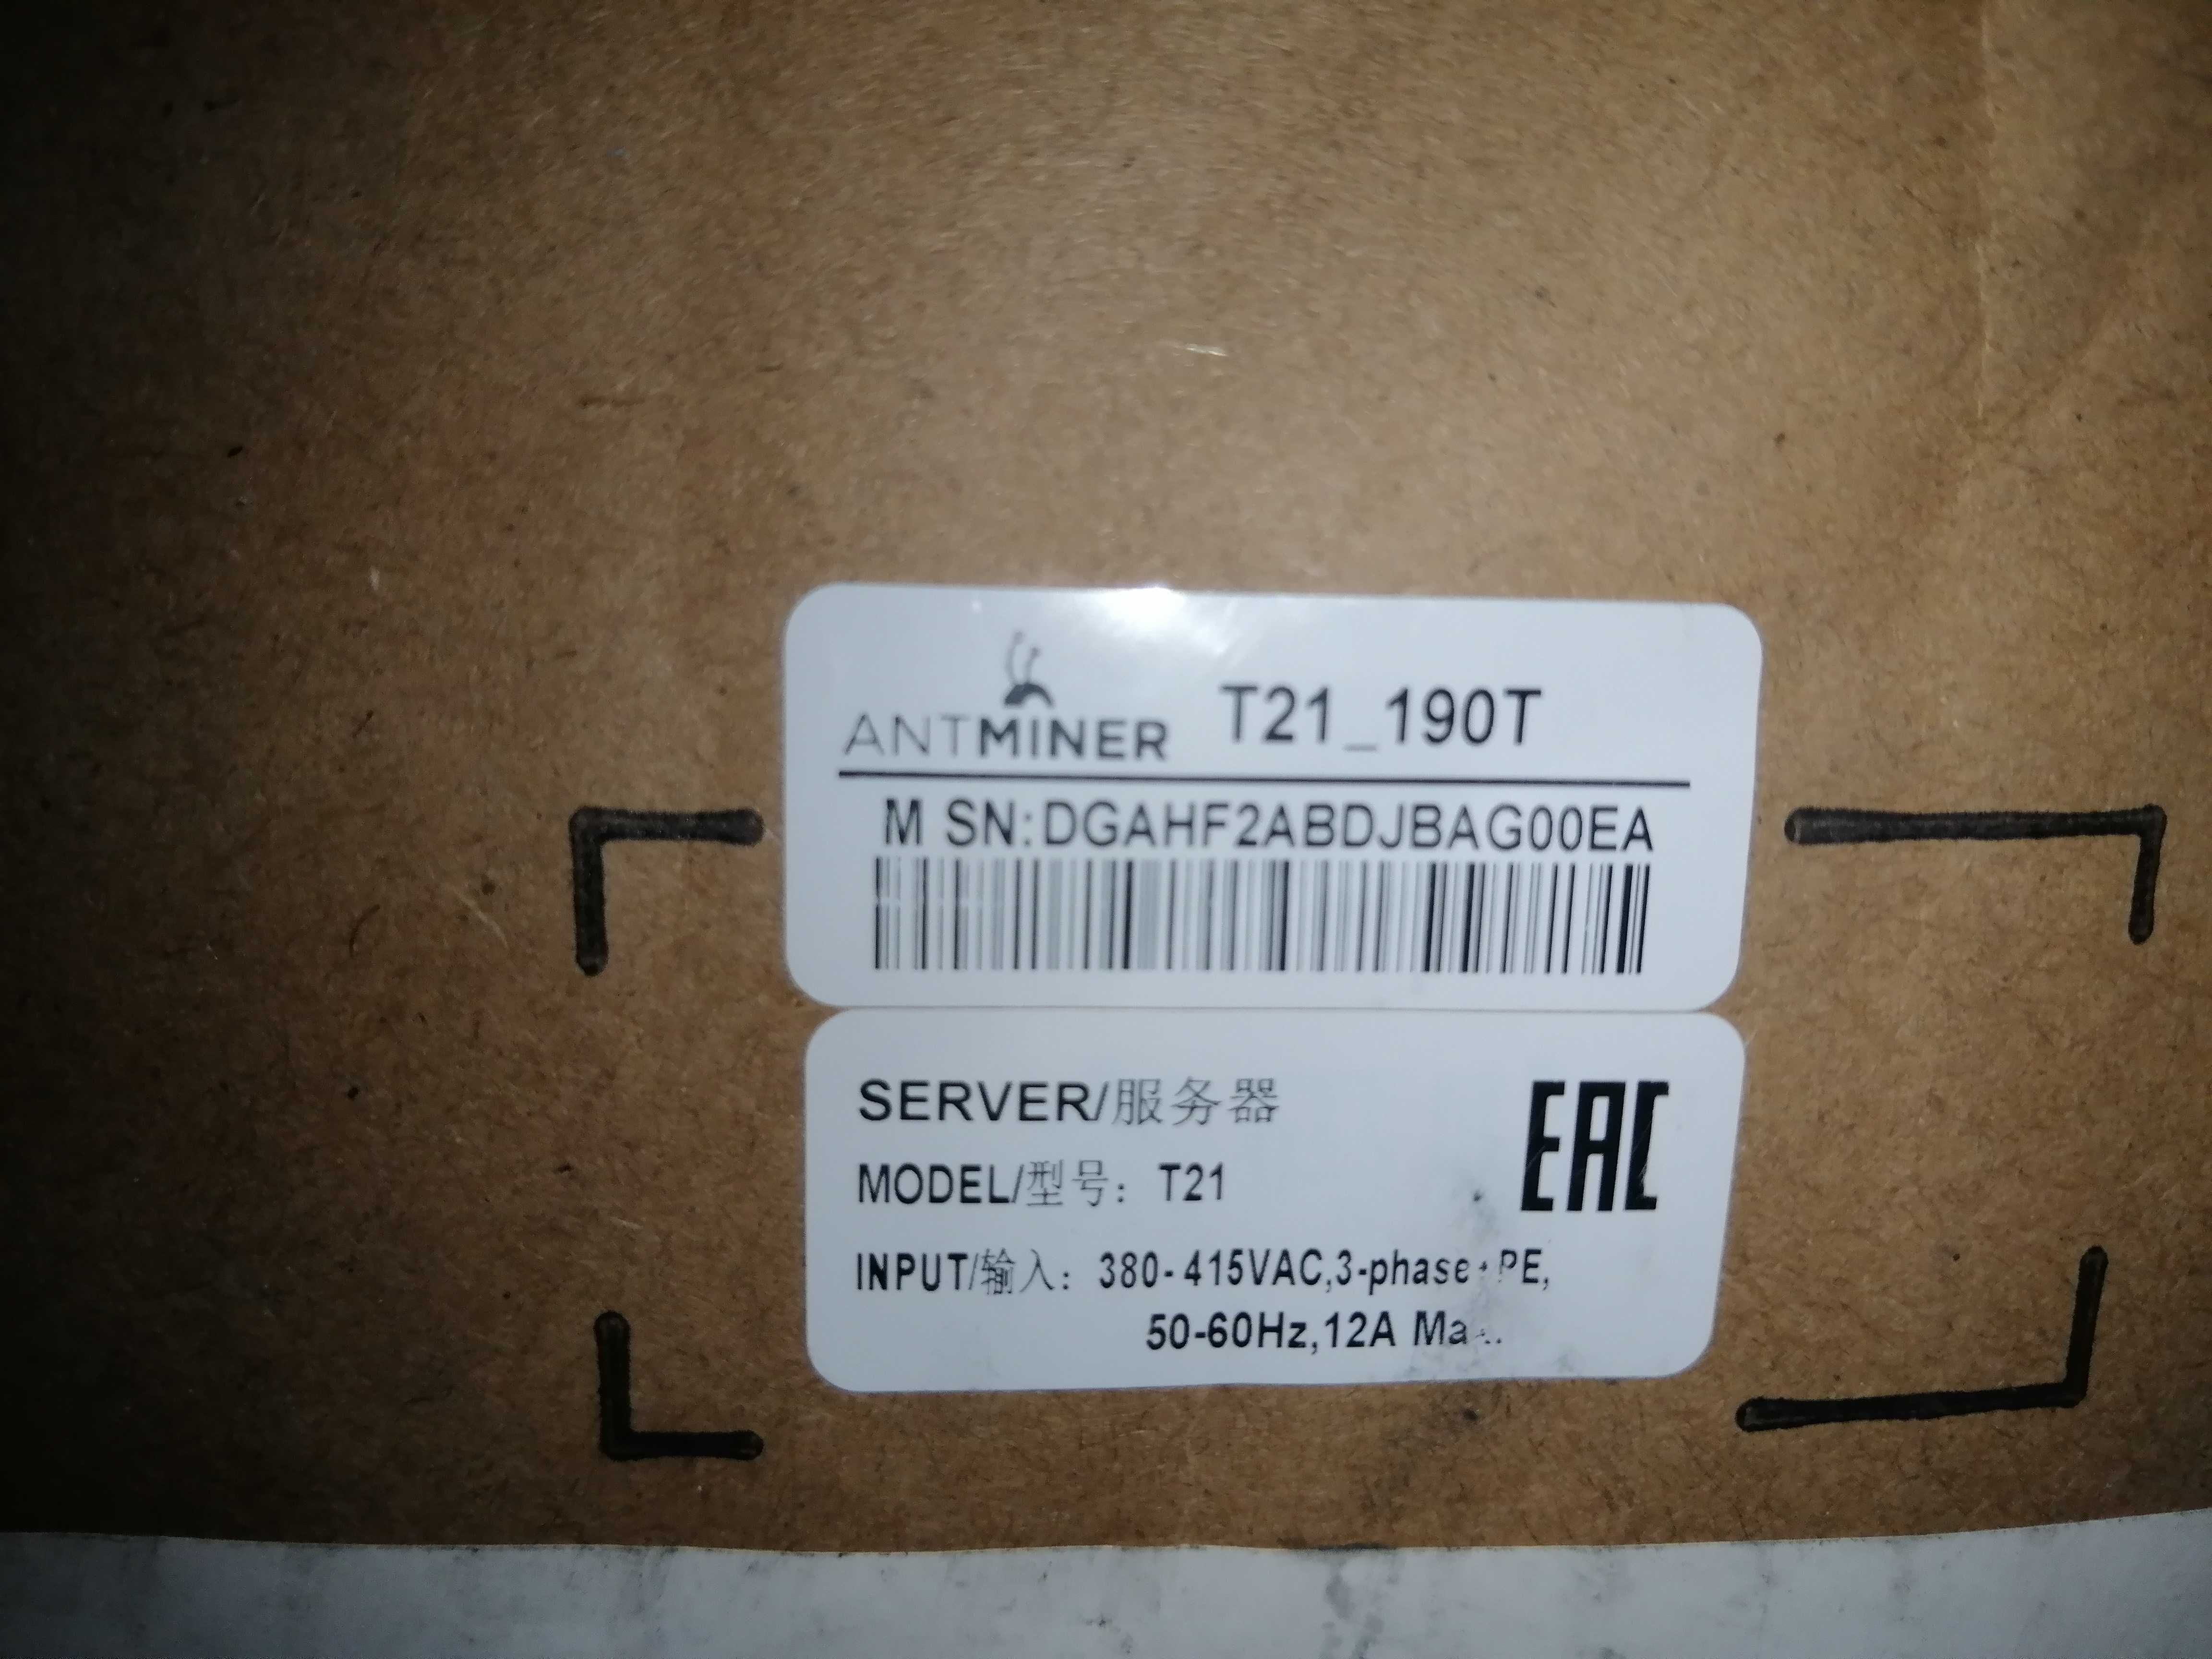 ANTMINER T21_190T
M SN:DGAHF2ABDJBAG00EA
SERVER/服务器
EAC
MODEL/型号: T21
INPUT/输入: 380-415VAC,3-phase+PE,
50-60Hz,12A